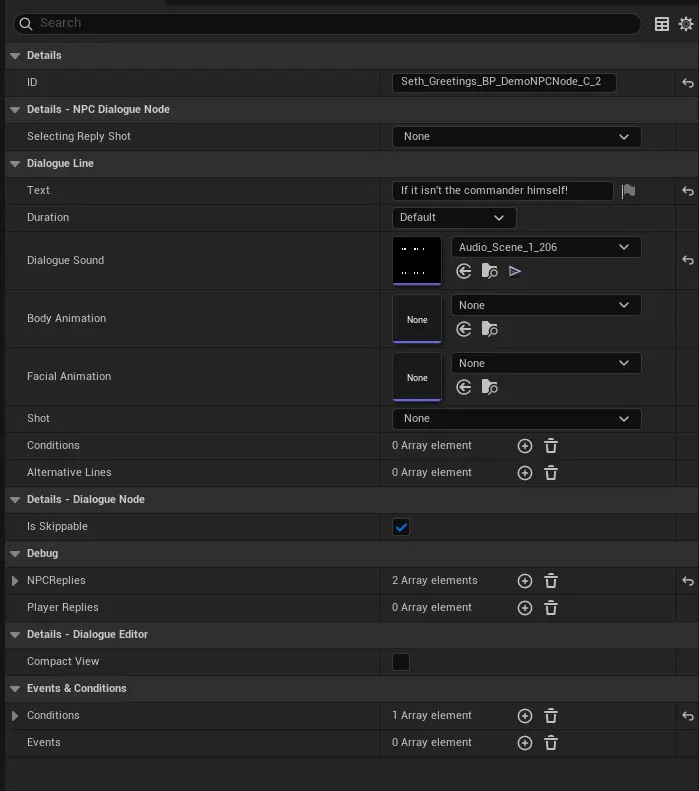 Search
Details
ID Seth_Greetings_BP_DemoNPCNode_C_2
Details - NPC Dialogue Node
Selecting Reply Shot None
Dialogue Line
Text If it isn't the commander himself!
Duration Default
Dialogue Sound Audio_Scene_1_206
Body Animation None None
Facial Animation None None
Shot None
Conditions 0 Array element
Alternative Lines 0 Array element
Details - Dialogue Node
Is Skippable
Debug
NPCReplies 2 Array elements
Player Replies 0 Array element
Details - Dialogue Editor
Compact View
Events & Conditions
Conditions 1 Array element
Events 0 Array element